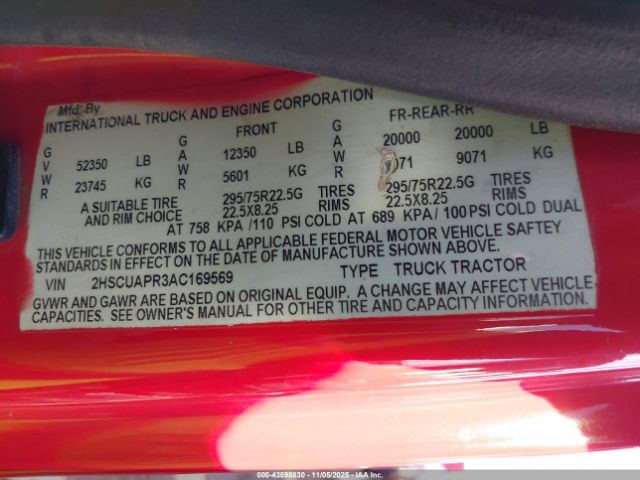 Mfd. By
INTERNATIONAL TRUCK AND ENGINE CORPORATION
FRONT FR-REAR-RR
G 52350 LB G 12350 LB G 20000 20000 LB
V A A
W 23745 KG W 5601 KG W 071 9071 KG
R R R
A SUITABLE TIRE 295/75R22.5G TIRES 295/75R22.5G TIRES
AND RIM CHOICE 22.5X8.25 RIMS 22.5X8.25 RIMS
AT 758 KPA /110 PSI COLD AT 689 KPA / 100 PSI COLD DUAL
THIS VEHICLE CONFORMS TO ALL APPLICABLE FEDERAL MOTOR VEHICLE SAFTEY
STANDARDS IN EFFECT ON THE DATE OF MANUFACTURE SHOWN ABOVE.
VIN 2HSCUAPR3AC169569 TYPE TRUCK TRACTOR
GVWR AND GAWR ARE BASED ON ORIGINAL EQUIP. A CHANGE MAY AFFECT VEHICLE
CAPACITIES. SEE OWNER'S MANUAL FOR OTHER TIRE AND CAPACITY INFORMATION.
000-43598830 - 11/05/2025 - IAAI.COM